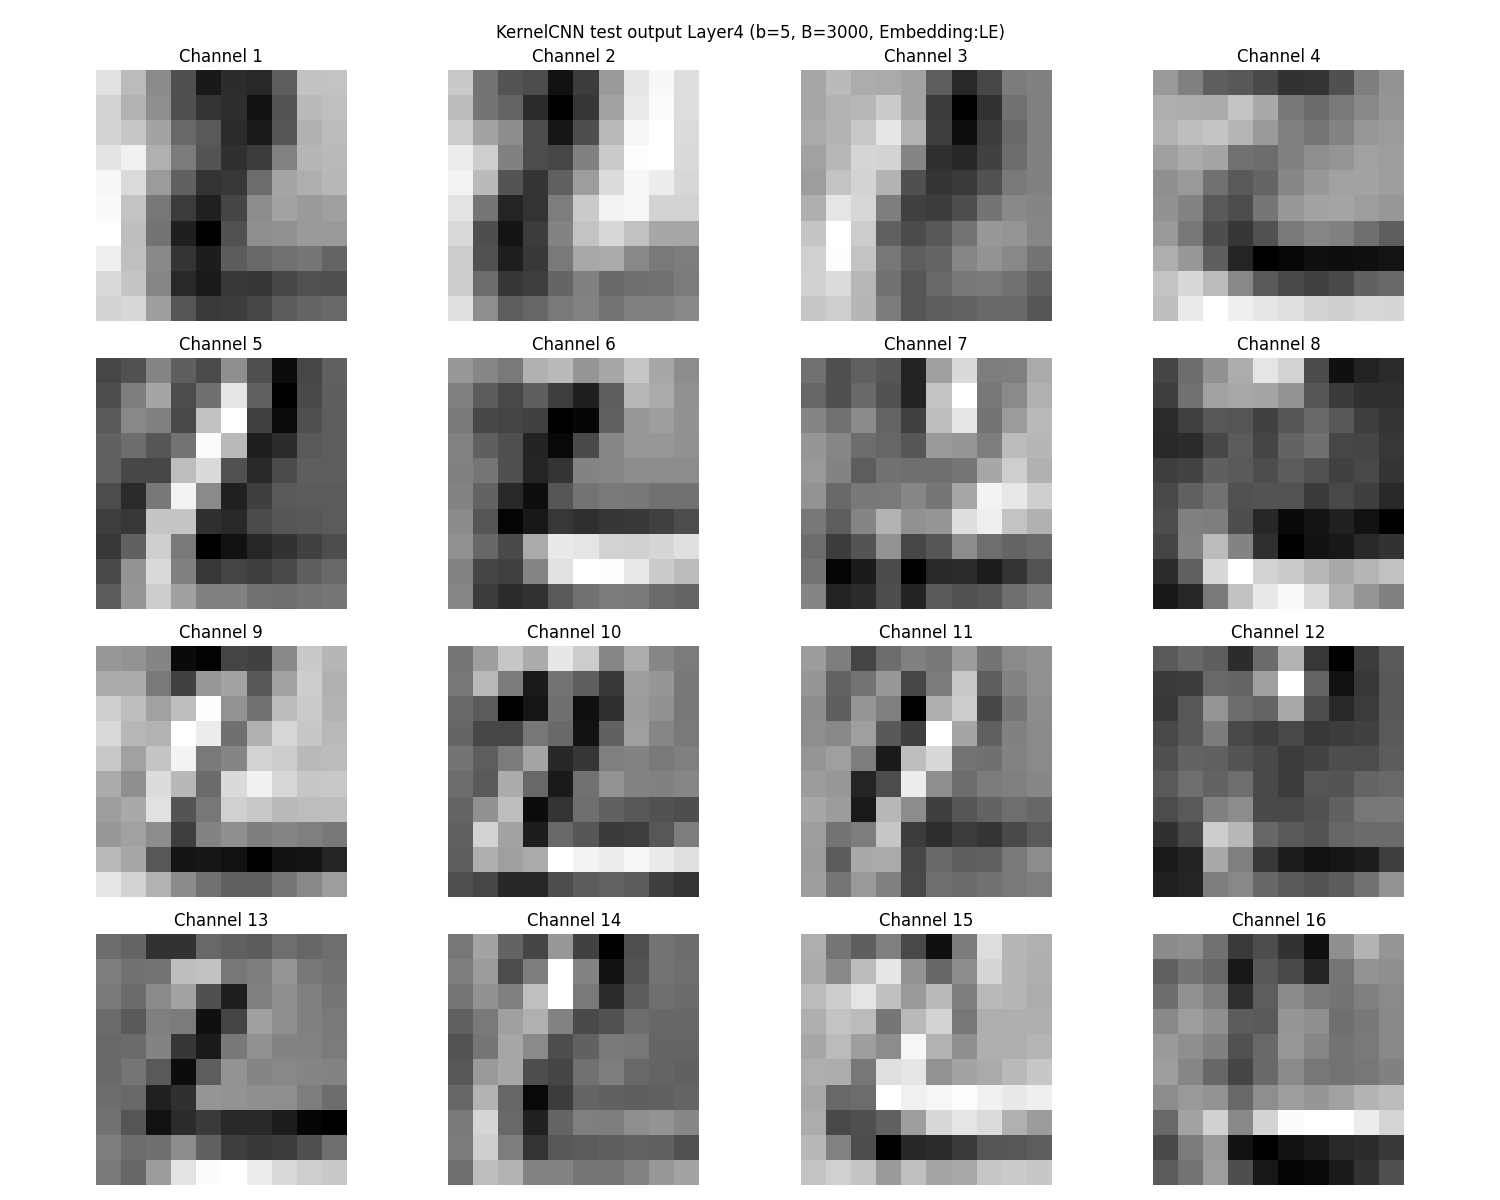 KernelCNN test output Layer4 (b=5, B=3000, Embedding:LE)
Channel 1
Channel 2
Channel 3
Channel 4
Channel 5
Channel 6
Channel 7
Channel 8
Channel 9
Channel 10
Channel 11
Channel 12
Channel 13
Channel 14
Channel 15
Channel 16